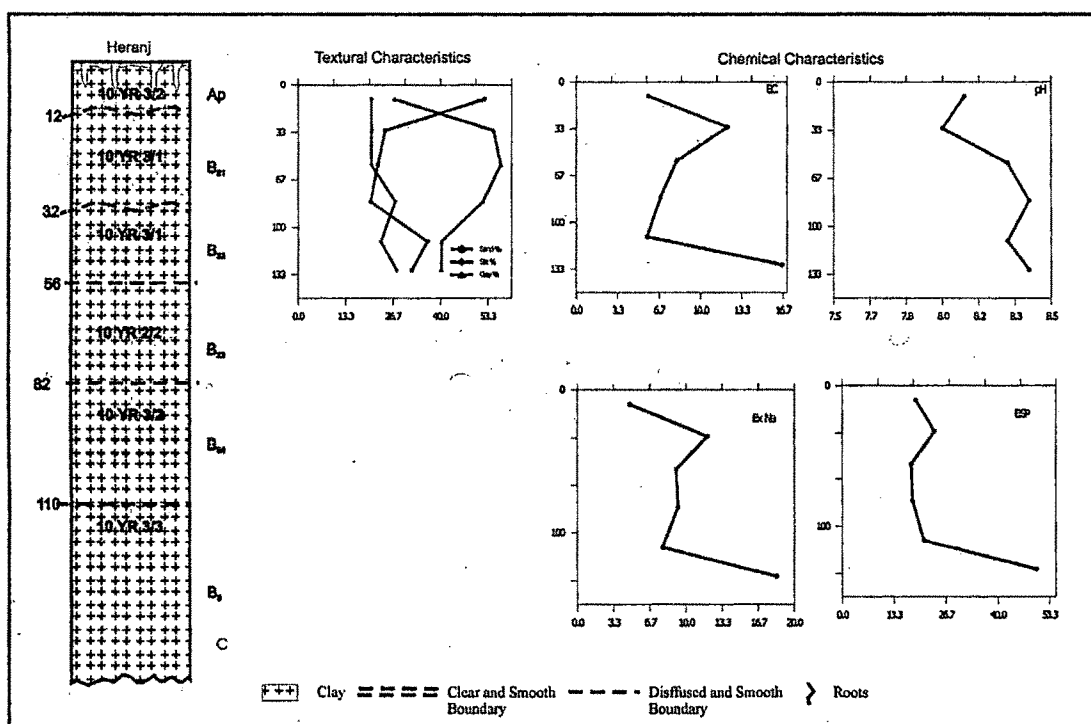 Heranj
Textural Characteristics
Chemical Characteristics
10 YR 3/2
Ap
12
10 YR 3/1
B₂₁
32
10 YR 3/1
B₂₂
56
10 YR 2/2
B₂₃
82
10 YR 3/2
B₂₄
110
10 YR 3/3
B₃
C
0
33
67
100
133
0.0 13.3 26.7 40.0 53.3
Sand %
Silt %
Clay %
EC
0
33
67
100
133
0.0 3.3 6.7 10.0 13.3 16.7
pH
0
33
67
100
133
7.5 7.7 7.8 8.0 8.2 8.3 8.5
Ex Na
0
100
0.0 3.3 6.7 10.0 13.3 16.7 20.0
ESP
0
100
0.0 13.3 26.7 40.0 53.3
Clay Clear and Smooth Boundary Disffused and Smooth Boundary Roots